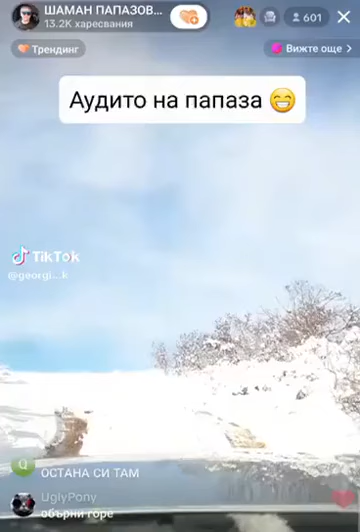 ШАМАН ПАПАЗОВ...
13.2K харесвания
601
Трендинг
Вижте още >
Аудито на папаза 😁
TikTok
@georgi...k
ОСТАНА СИ ТАМ
UglyPony
обърни горе